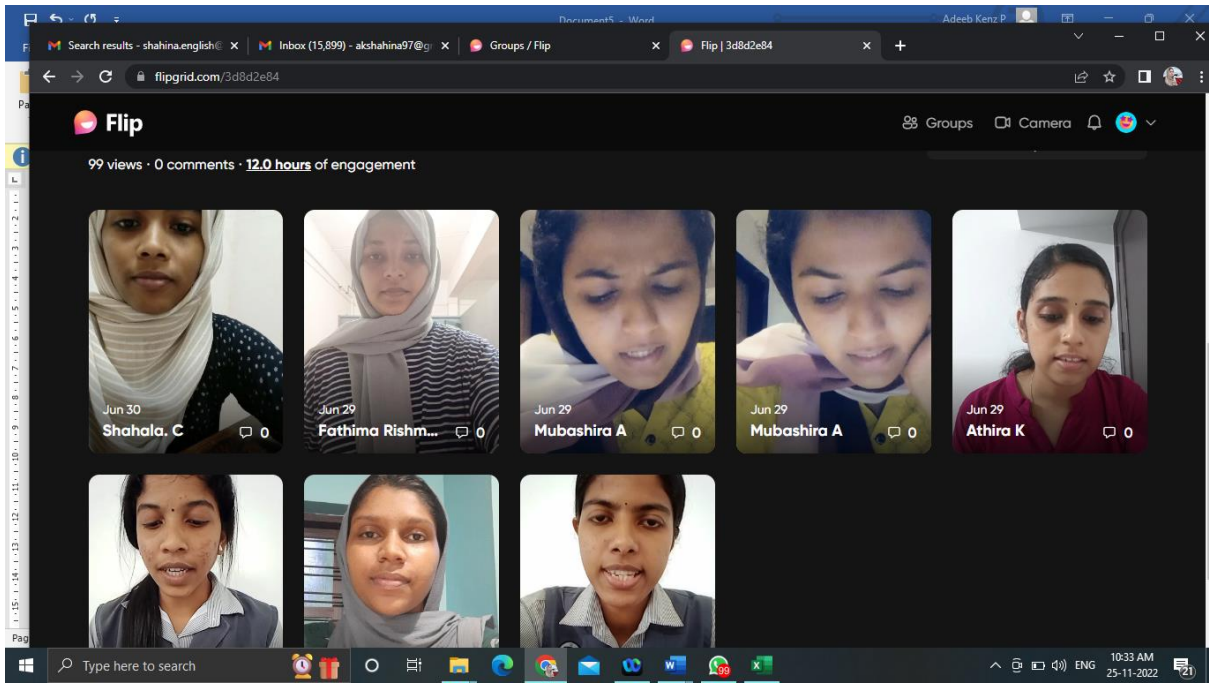 Document5 - Word
Adeeb Kenz P
Search results - shahina.english
Inbox (15,899) - akshahina97@g
Groups / Flip
Flip | 3d8d2e84
flipgrid.com/3d8d2e84
Pa
Flip
Groups
Camera
99 views · 0 comments · 12.0 hours of engagement
Jun 30
Shahala. C
0
Jun 29
Fathima Rishm...
0
Jun 29
Mubashira A
0
Jun 29
Mubashira A
0
Jun 29
Athira K
0
Pag
Type here to search
99
ENG
10:33 AM
25-11-2022
21